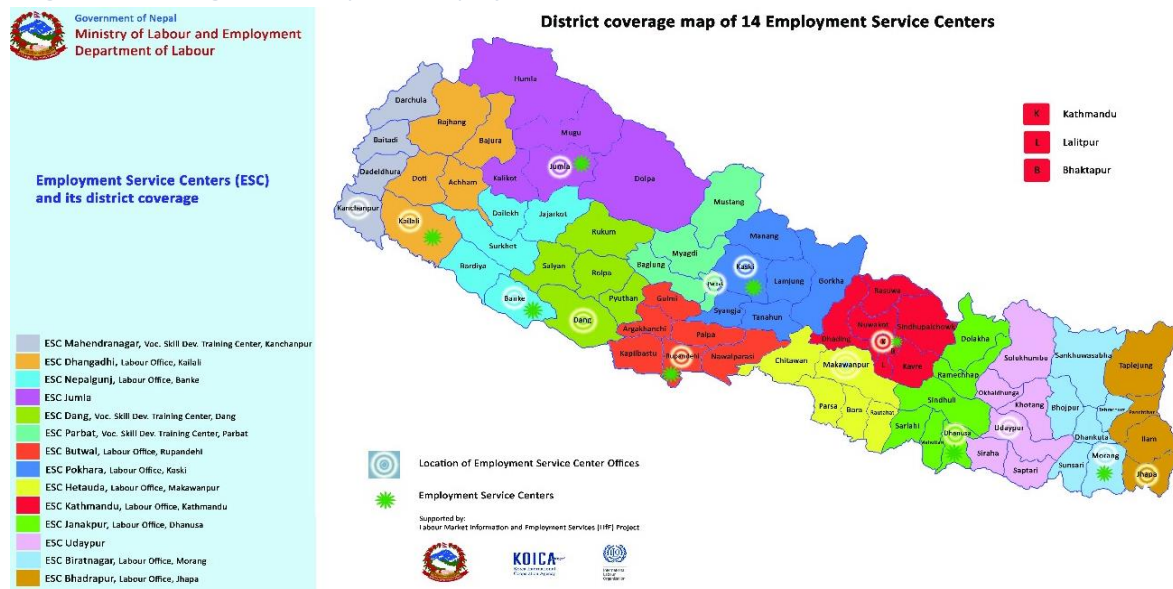 Government of Nepal
Ministry of Labour and Employment
Department of Labour
District coverage map of 14 Employment Service Centers
Employment Service Centers (ESC)
and its district coverage
K Kathmandu
L Lalitpur
B Bhaktapur
Humla
Darchula
Bajhang
Mugu
Baitadi
Bajura
Jumla
Dadeldhura
Doti
Achham
Kalikot
Dolpa
Mustang
Kanchanpur
Kailali
Dailekh
Jajarkot
Rukum
Manang
Surkhet
Myagdi
Bardiya
Salyan
Rolpa
Baglung
Kaski
Lamjung
Gorkha
Banke
Pyuthan
Gulmi
Syangja
Tanahun
Rasuwa
Dang
Argakhanchi
Palpa
Nuwakot
Sindhupalchowk
Dolakha
Kapilbastu
Rupandehi
Nawalparasi
Dhading
K
Chitawan
Makawanpur
L
Kavre
Ramechhap
Solukhumbu
Sankhuwasabha
Taplejung
Okhaldhunga
Khotang
Bhojpur
Parsa
Bara
Rautahat
Sindhuli
Sarlahi
Dhanusa
Udaypur
Dhankuta
Ilam
Siraha
Saptari
Sunsari
Morang
Jhapa
ESC Mahendranagar, Voc. Skill Dev. Training Center, Kanchanpur
ESC Dhangadhi, Labour Office, Kailali
ESC Nepalgunj, Labour Office, Banke
ESC Jumla
ESC Dang, Voc. Skill Dev. Training Center, Dang
ESC Parbat, Voc. Skill Dev. Training Center, Parbat
ESC Butwal, Labour Office, Rupandehi
ESC Pokhara, Labour Office, Kaski
ESC Hetauda, Labour Office, Makawanpur
ESC Kathmandu, Labour Office, Kathmandu
ESC Janakpur, Labour Office, Dhanusa
ESC Udaypur
ESC Biratnagar, Labour Office, Morang
ESC Bhadrapur, Labour Office, Jhapa
Location of Employment Service Center Offices
Employment Service Centers
Supported by:
Labour Market Information and Employment Services Project
KOICA
International
Labour
Organization